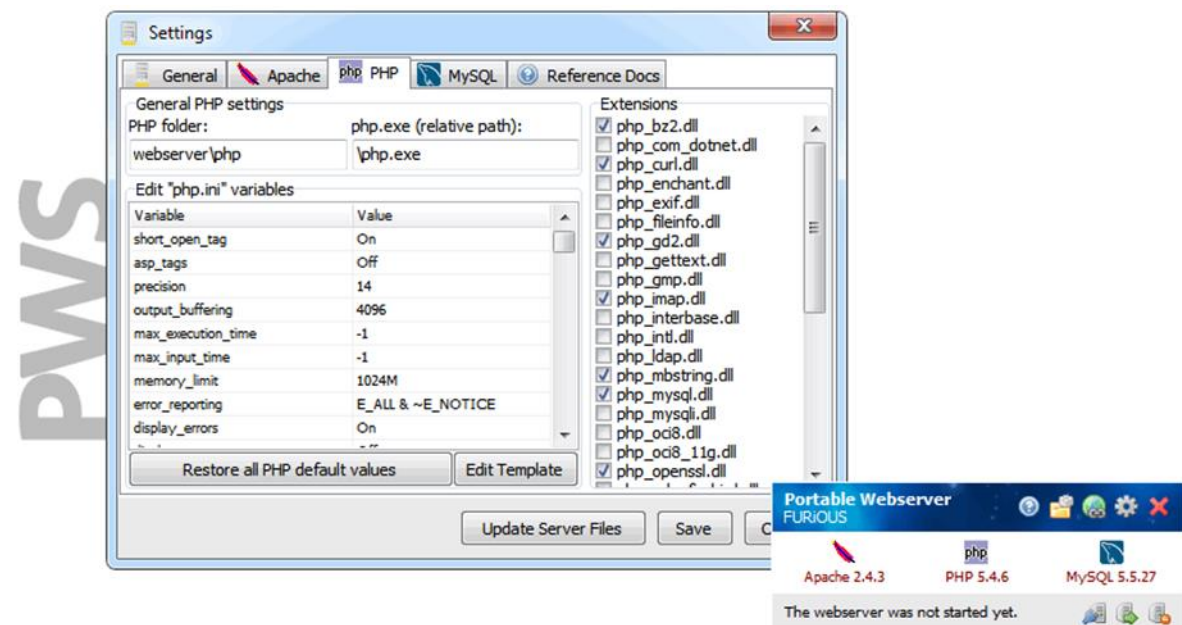 PWS
Settings
General Apache php PHP MySQL Reference Docs
General PHP settings
PHP folder: php.exe (relative path):
webserver\php \php.exe
Edit "php.ini" variables
Variable Value
short_open_tag On
asp_tags Off
precision 14
output_buffering 4096
max_execution_time -1
max_input_time -1
memory_limit 1024M
error_reporting E_ALL & ~E_NOTICE
display_errors On
Restore all PHP default values Edit Template
Extensions
php_bz2.dll
php_com_dotnet.dll
php_curl.dll
php_enchant.dll
php_exif.dll
php_fileinfo.dll
php_gd2.dll
php_gettext.dll
php_gmp.dll
php_imap.dll
php_interbase.dll
php_intl.dll
php_ldap.dll
php_mbstring.dll
php_mysql.dll
php_mysqli.dll
php_oci8.dll
php_oci8_11g.dll
php_openssl.dll
Update Server Files Save
Portable Webserver
FURiOUS
php
Apache 2.4.3 PHP 5.4.6 MySQL 5.5.27
The webserver was not started yet.